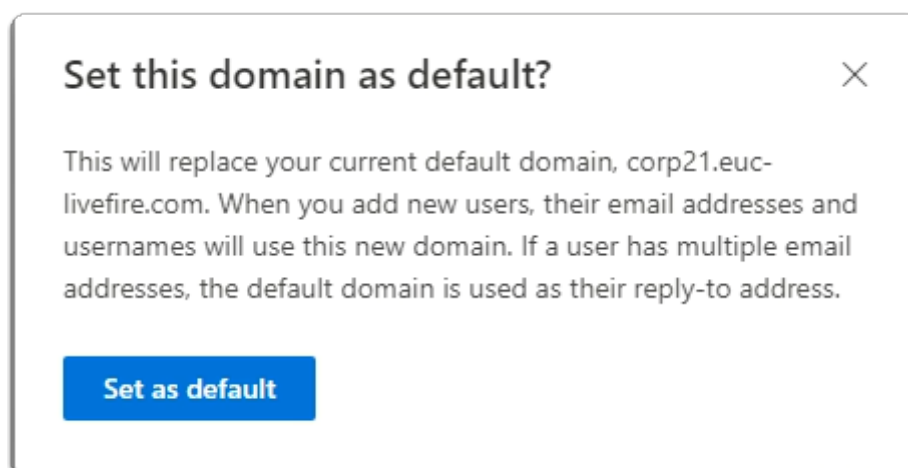 Set this domain as default?
This will replace your current default domain, corp21.euc-
livefire.com. When you add new users, their email addresses and
usernames will use this new domain. If a user has multiple email
addresses, the default domain is used as their reply-to address.
Set as default